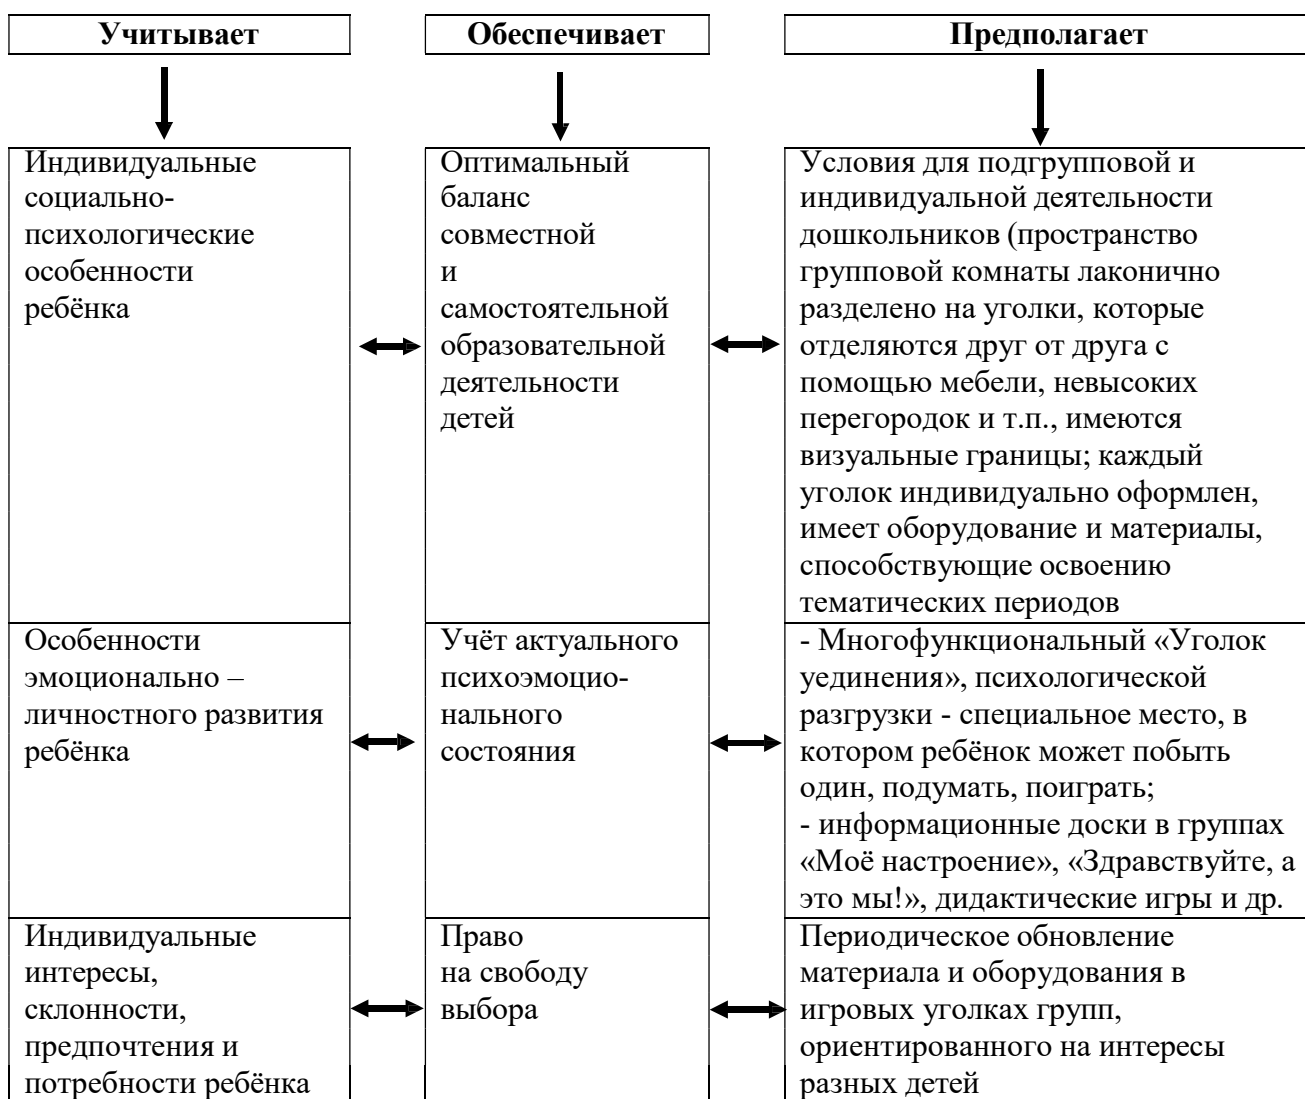 Учитывает
Обеспечивает
Предполагает
Индивидуальные
социально-
психологические
особенности
ребёнка
Оптимальный
баланс
совместной
и
самостоятельной
образовательной
деятельности
детей
Условия для подгрупповой и
индивидуальной деятельности
дошкольников (пространство
групповой комнаты лаконично
разделено на уголки, которые
отделяются друг от друга с
помощью мебели, невысоких
перегородок и т.п., имеются
визуальные границы; каждый
уголок индивидуально оформлен,
имеет оборудование и материалы,
способствующие освоению
тематических периодов
Особенности
эмоционально –
личностного развития
ребёнка
Учёт актуального
психоэмоцио-
нального
состояния
- Многофункциональный «Уголок
уединения», психологической
разгрузки - специальное место, в
котором ребёнок может побыть
один, подумать, поиграть;
- информационные доски в группах
«Моё настроение», «Здравствуйте, а
это мы!», дидактические игры и др.
Индивидуальные
интересы,
склонности,
предпочтения и
потребности ребёнка
Право
на свободу
выбора
Периодическое обновление
материала и оборудования в
игровых уголках групп,
ориентированного на интересы
разных детей